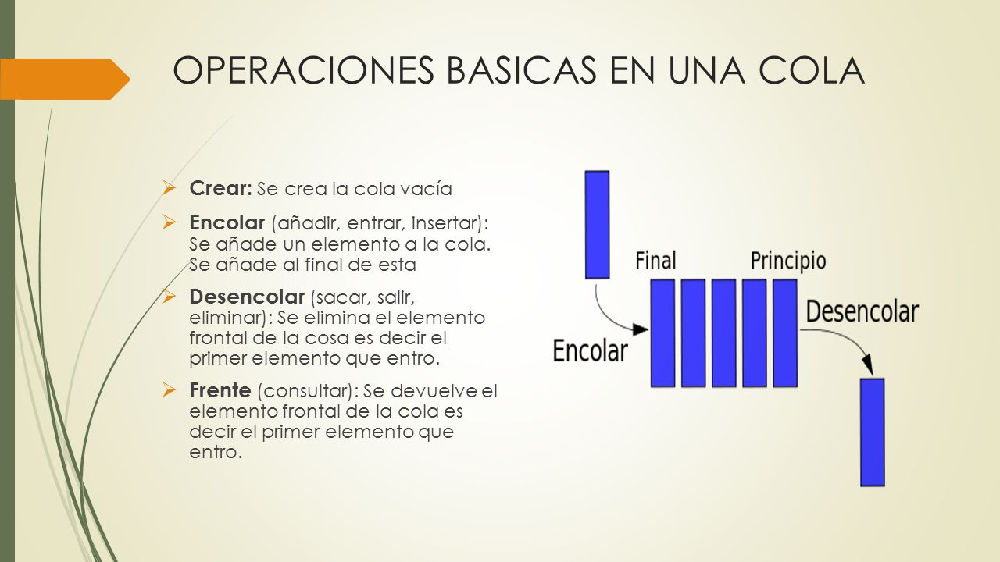 OPERACIONES BASICAS EN UNA COLA
Crear: Se crea la cola vacía
Encolar (añadir, entrar, insertar):
Se añade un elemento a la cola.
Se añade al final de esta
Desencolar (sacar, salir,
eliminar): Se elimina el elemento
frontal de la cosa es decir el
primer elemento que entro.
Frente (consultar): Se devuelve el
elemento frontal de la cola es
decir el primer elemento que
entro.
Final
Principio
Desencolar
Encolar